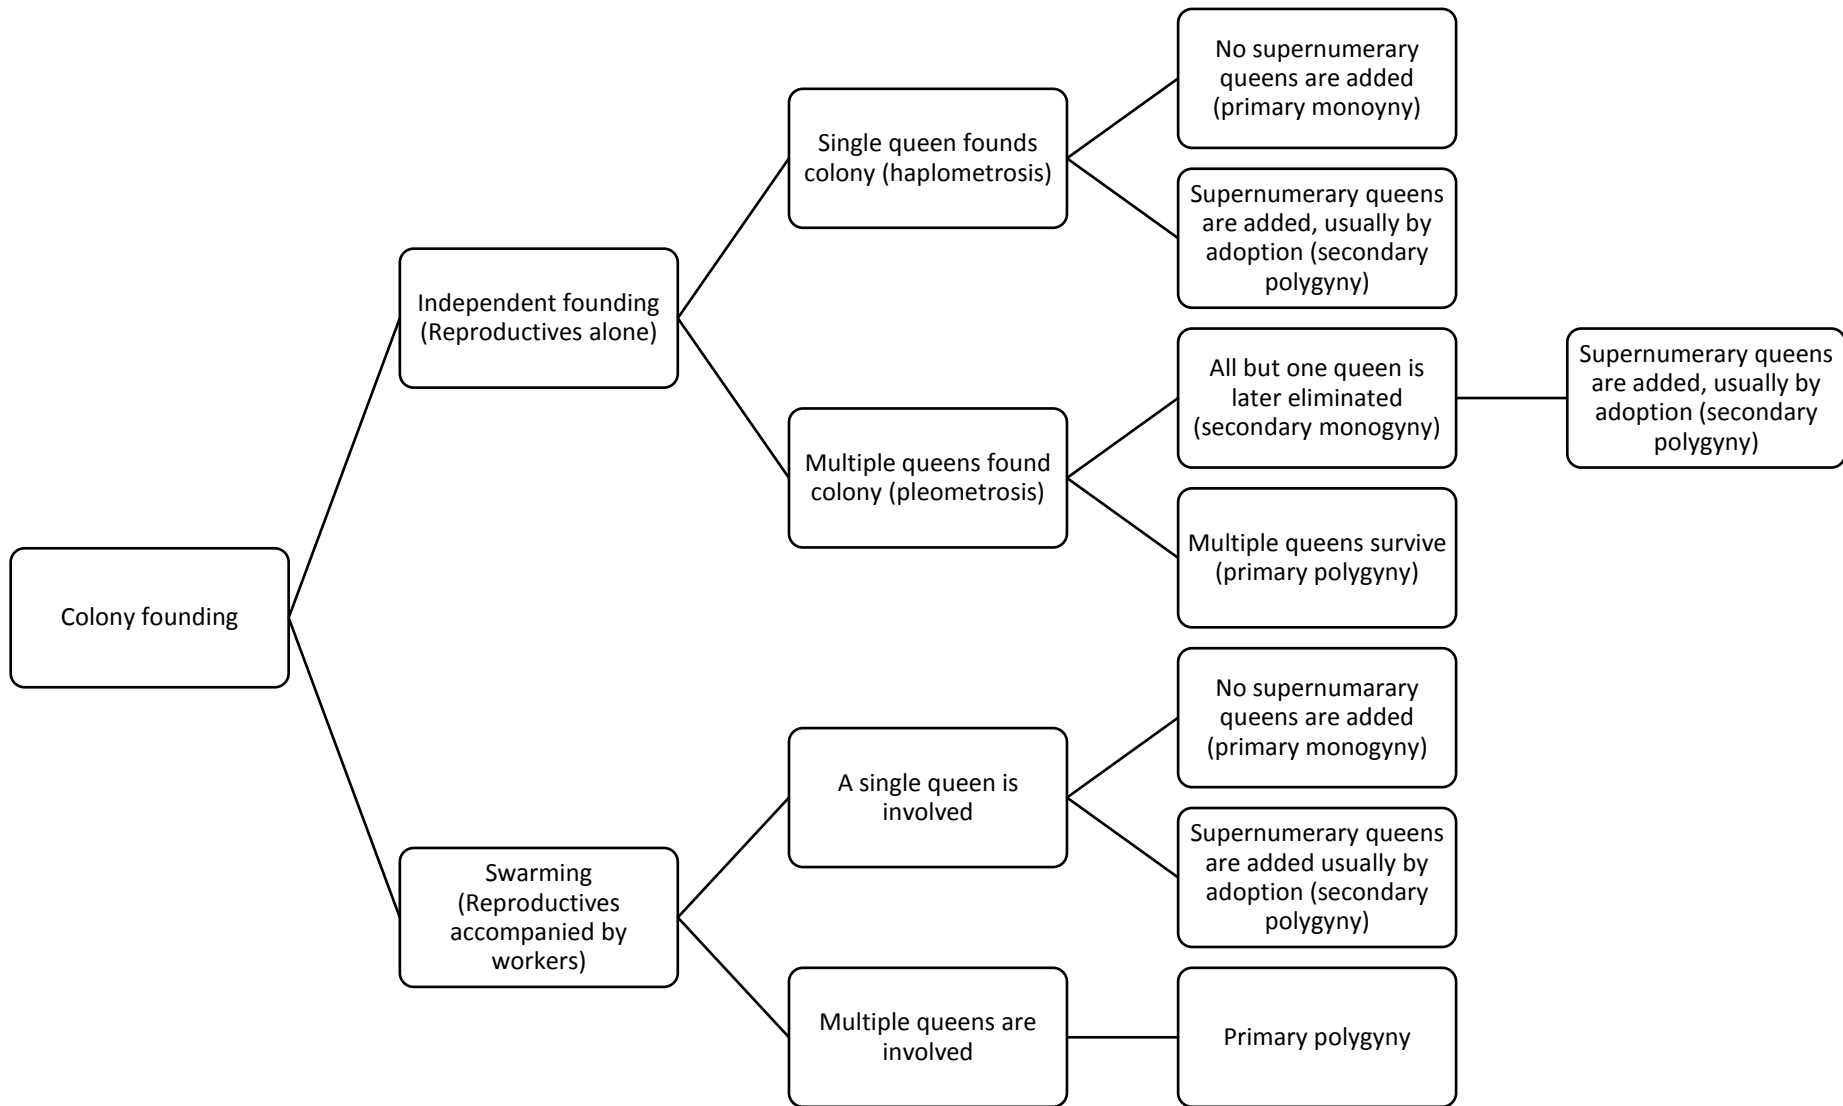 Colony founding
Independent founding
(Reproductives alone)
Single queen founds
colony (haplometrosis)
No supernumerary
queens are added
(primary monoyny)
Supernumerary queens
are added, usually by
adoption (secondary
polygyny)
Multiple queens found
colony (pleometrosis)
All but one queen is
later eliminated
(secondary monogyny)
Supernumerary queens
are added, usually by
adoption (secondary
polygyny)
Multiple queens survive
(primary polygyny)
Swarming
(Reproductives
accompanied by
workers)
A single queen is
involved
No supernumarary
queens are added
(primary monogyny)
Supernumerary queens
are added usually by
adoption (secondary
polygyny)
Multiple queens are
involved
Primary polygyny